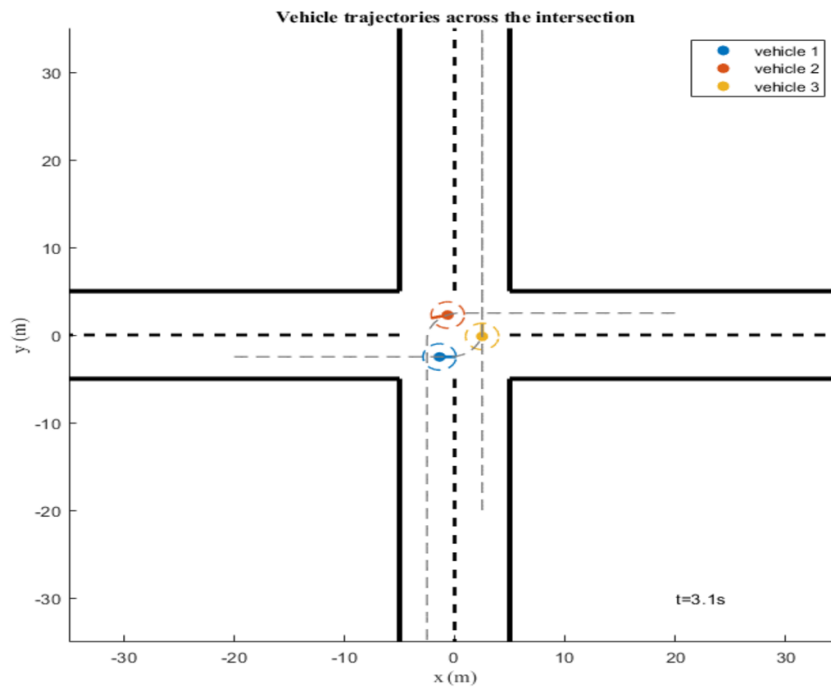 Vehicle trajectories across the intersection
vehicle 1
vehicle 2
vehicle 3
30
20
10
0
-10
-20
-30
y (m)
t=3.1s
-30
-20
-10
0
10
20
30
x (m)